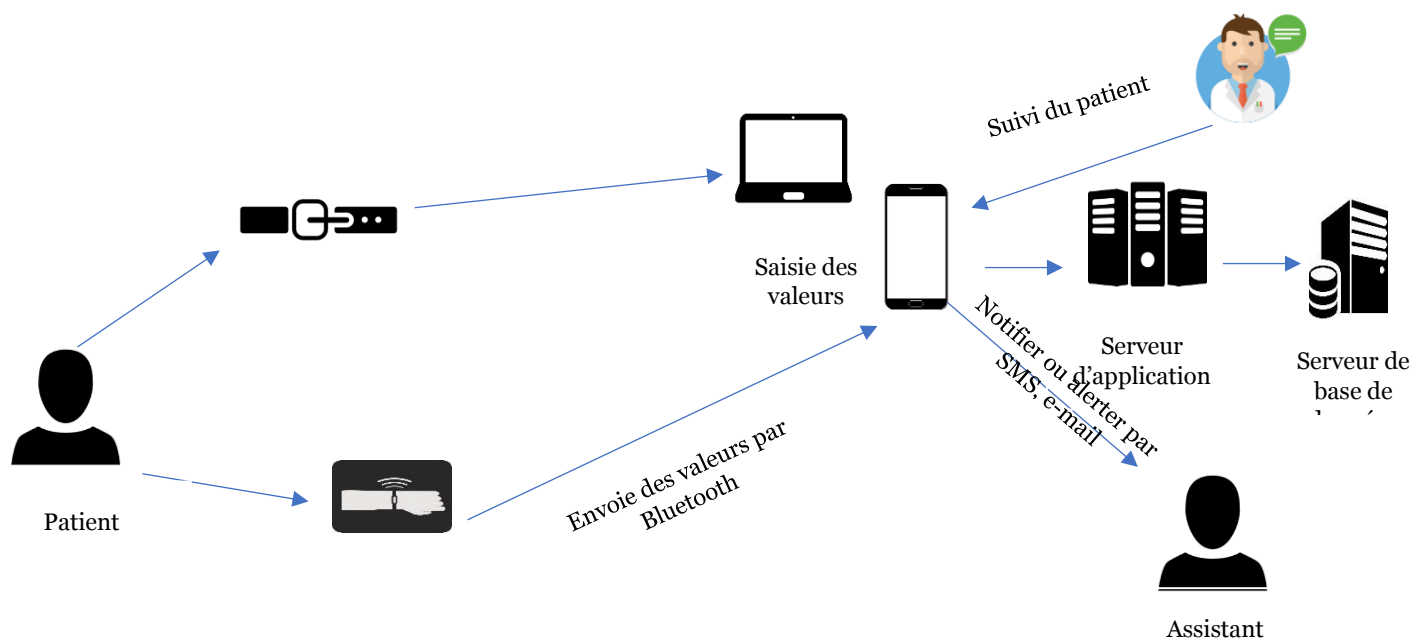 Suivi du patient
Saisie des
valeurs
Notifier ou alerter par
SMS, e-mail
Serveur
d’application
Serveur de
base de
Envoie des valeurs par
Bluetooth
Patient
Assistant